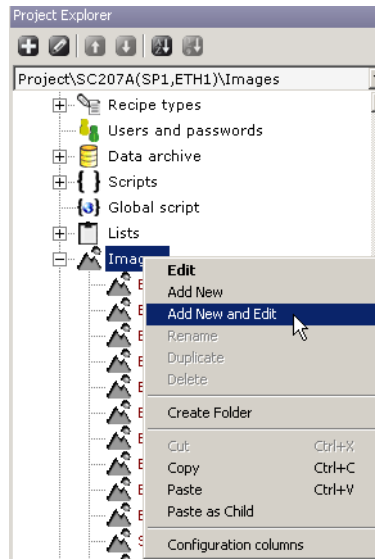 Project Explorer
Project\SC207A(SP1,ETH1)\Images
Recipe types
Users and passwords
Data archive
Scripts
Global script
Lists
Edit
Add New
Add New and Edit
Rename
Duplicate
Delete
Create Folder
Cut Ctrl+X
Copy Ctrl+C
Paste Ctrl+V
Paste as Child
Configuration columns